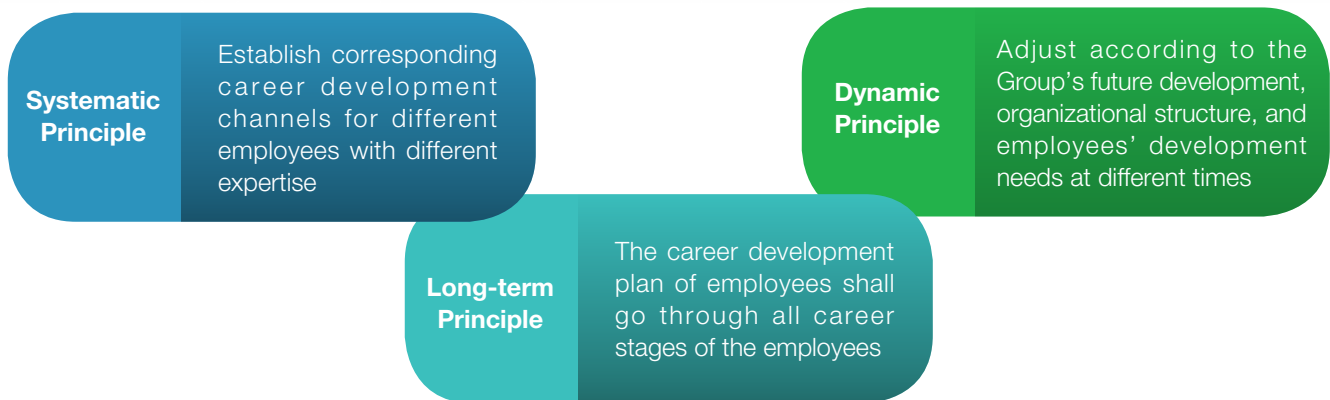 Systematic
Principle
Establish corresponding
career development
channels for different
employees with different
expertise
Long-term
Principle
The career development
plan of employees shall
go through all career
stages of the employees
Dynamic
Principle
Adjust according to the
Group’s future development,
organizational structure, and
employees’ development
needs at different times